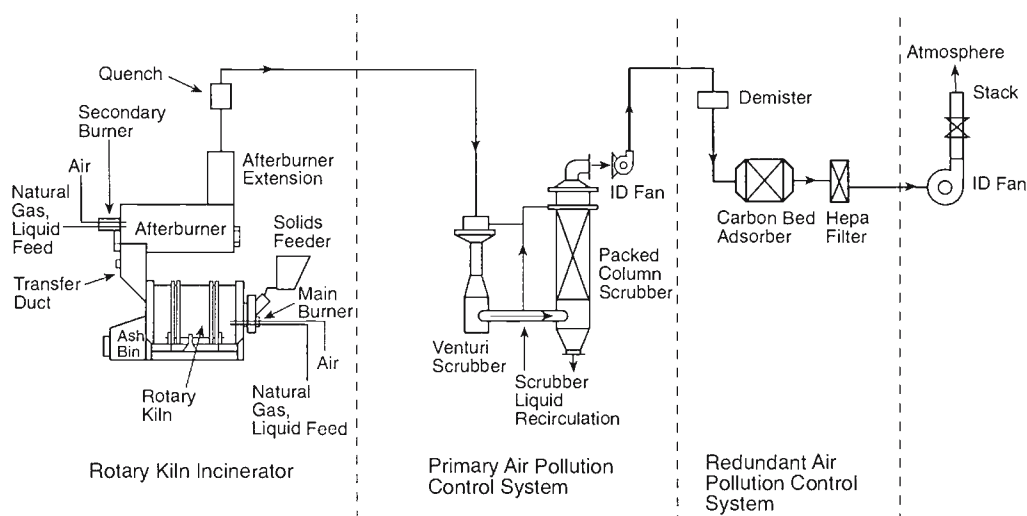 Quench
Secondary
Burner
Air
Natural
Gas,
Liquid
Feed
Afterburner
Extension
Afterburner
Solids
Feeder
Transfer
Duct
Main
Burner
Ash
Bin
Air
Rotary
Kiln
Natural
Gas,
Liquid Feed
Rotary Kiln Incinerator
ID Fan
Packed
Column
Scrubber
Venturi
Scrubber
Scrubber
Liquid
Recirculation
Primary Air Pollution
Control System
Demister
Carbon Bed
Adsorber
Hepa
Filter
Redundant Air
Pollution Control
System
Atmosphere
Stack
ID Fan